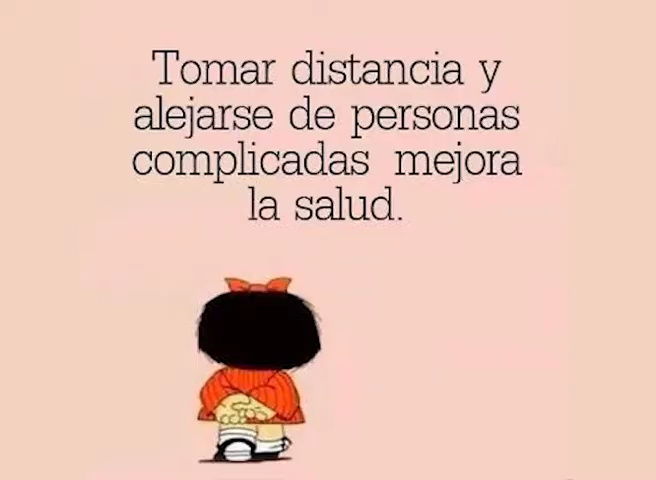 Tomar distancia y
alejarse de personas
complicadas mejora
la salud.